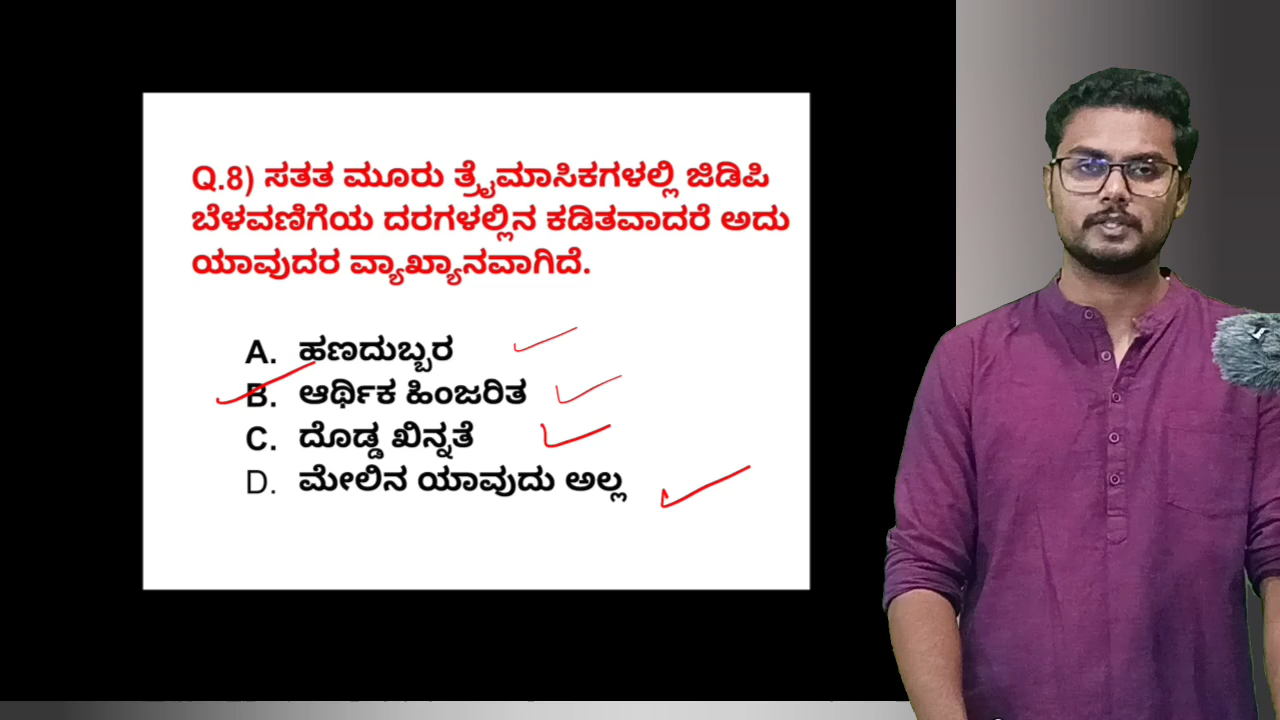 Q.8) ಸತತ ಮೂರು ತ್ರೈಮಾಸಿಕಗಳಲ್ಲಿ ಜಿಡಿಪಿ
ಬೆಳವಣಿಗೆಯ ದರಗಳಲ್ಲಿನ ಕಡಿತವಾದರೆ ಅದು
ಯಾವುದರ ವ್ಯಾಖ್ಯಾನವಾಗಿದೆ.
A. ಹಣದುಬ್ಬರ
B. ಆರ್ಥಿಕ ಹಿಂಜರಿತ
C. ದೊಡ್ಡ ಖಿನ್ನತೆ
D. ಮೇಲಿನ ಯಾವುದು ಅಲ್ಲ